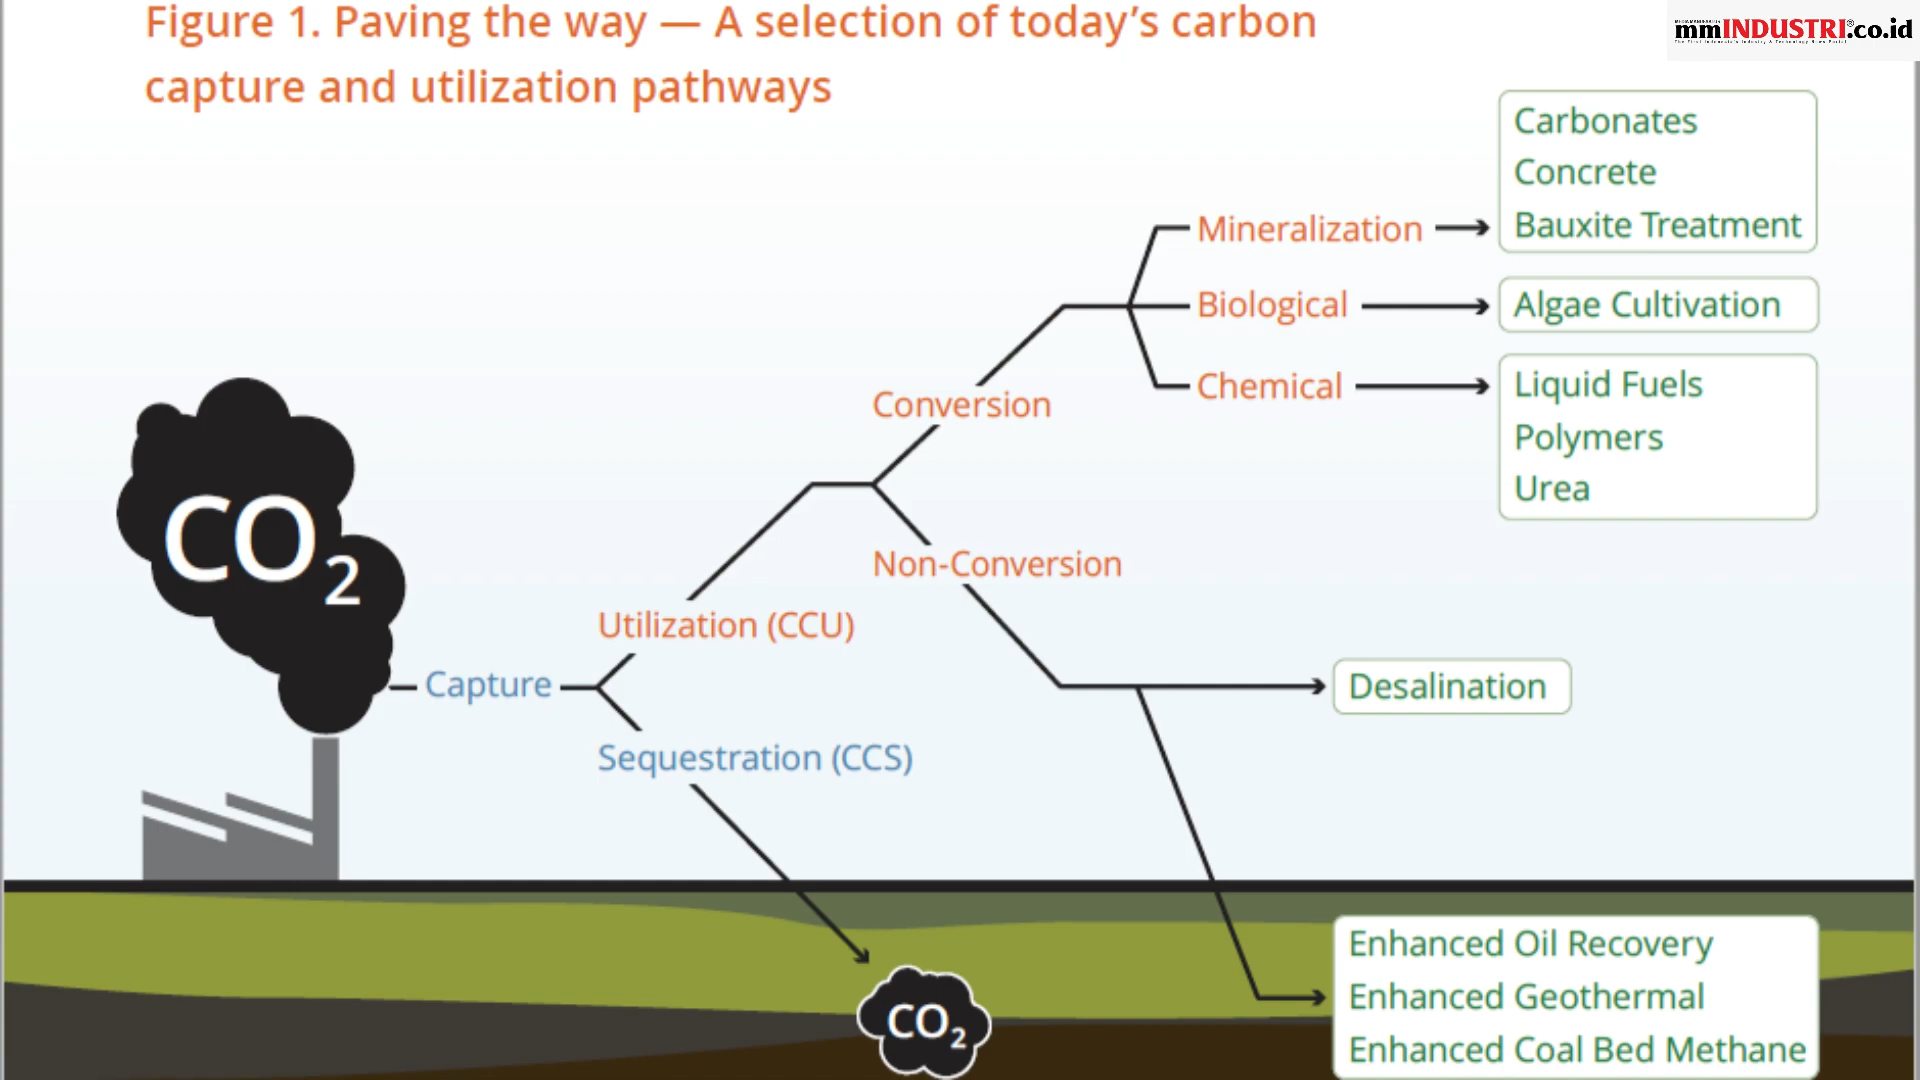 Figure 1. Paving the way — A selection of today's carbon
capture and utilization pathways
mmINDUSTRI®.co.id
Carbonates
Concrete
Bauxite Treatment
Mineralization
Biological
Algae Cultivation
Chemical
Liquid Fuels
Polymers
Urea
Conversion
CO₂
Non-Conversion
Utilization (CCU)
Capture
Desalination
Sequestration (CCS)
Enhanced Oil Recovery
Enhanced Geothermal
Enhanced Coal Bed Methane
CO₂